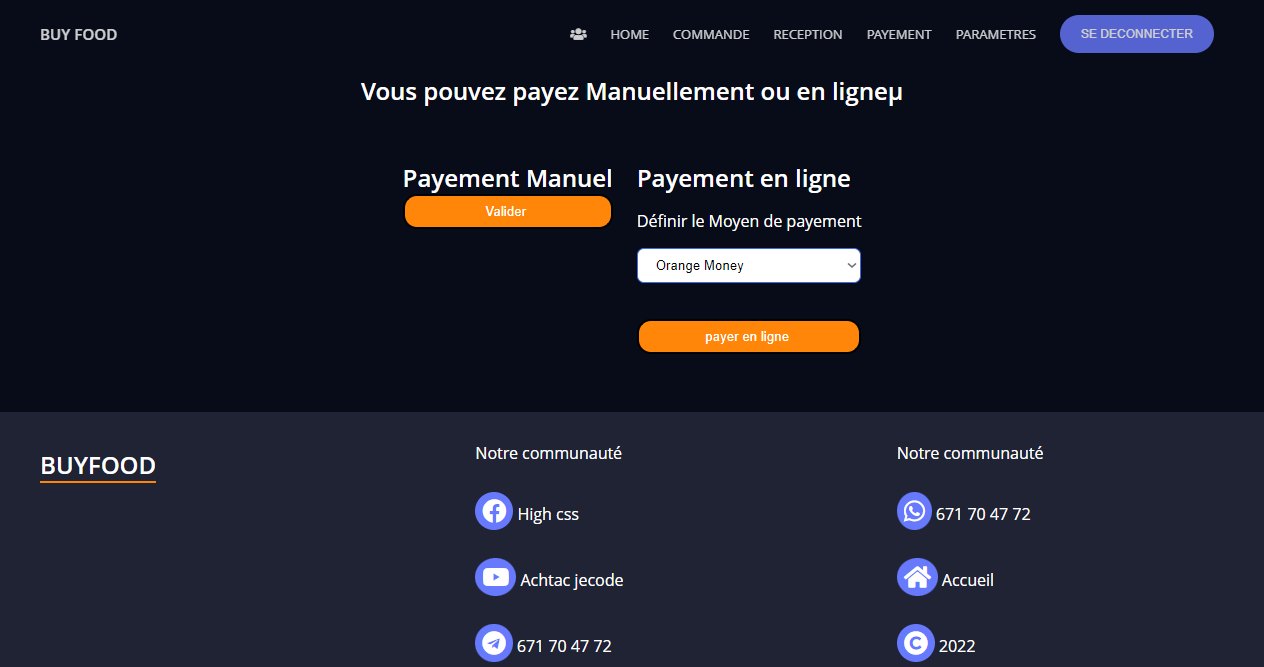 BUY FOOD
HOME
COMMANDE
RECEPTION
PAYEMENT
PARAMETRES
SE DECONNECTER
Vous pouvez payez Manuellement ou en ligneµ
Payement Manuel
Valider
Payement en ligne
Définir le Moyen de payement
Orange Money
payer en ligne
BUYFOOD
Notre communauté
High css
Achtac jecode
671 70 47 72
Notre communauté
671 70 47 72
Accueil
2022